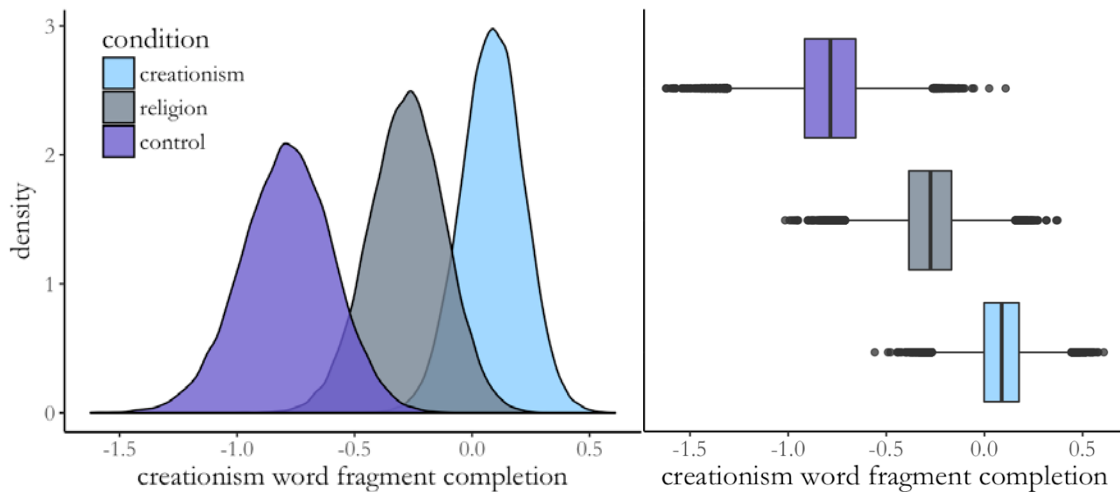 condition
creationism
religion
control
density
3
2
1
0
-1.5 -1.0 -0.5 0.0 0.5
creationism word fragment completion
-1.5 -1.0 -0.5 0.0 0.5
creationism word fragment completion